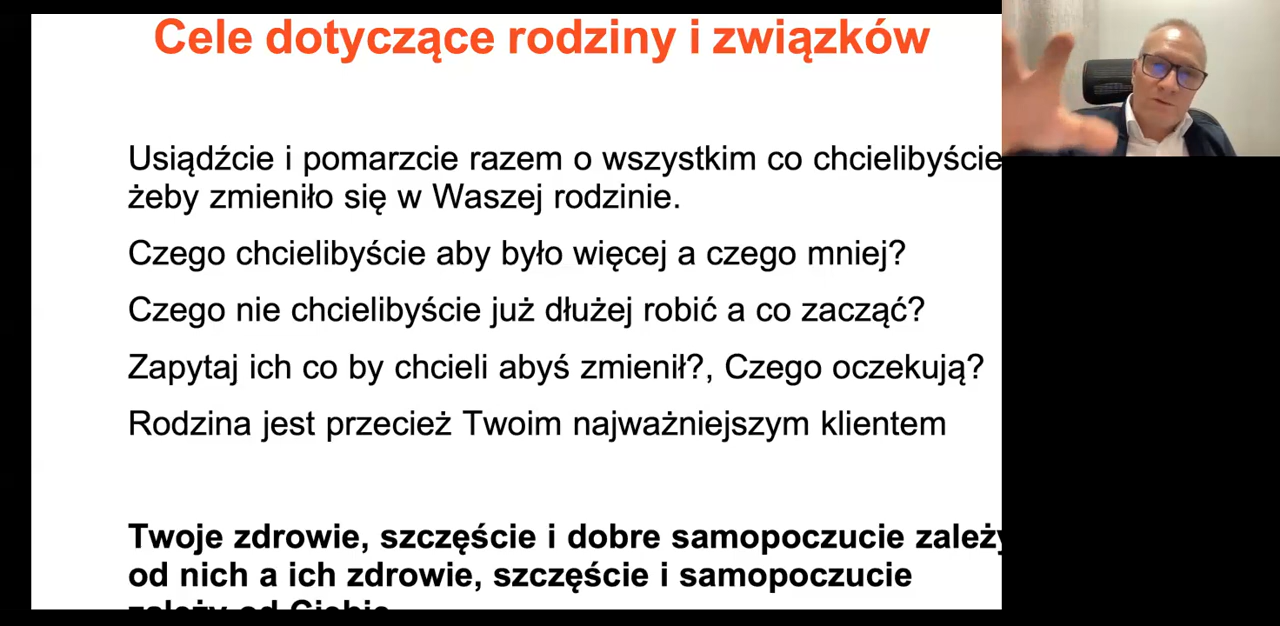 Cele dotyczące rodziny i związków
Usiądźcie i pomarzcie razem o wszystkim co chcielibyście
żeby zmieniło się w Waszej rodzinie.
Czego chcielibyście aby było więcej a czego mniej?
Czego nie chcielibyście już dłużej robić a co zacząć?
Zapytaj ich co by chcieli abyś zmienił?, Czego oczekują?
Rodzina jest przecież Twoim najważniejszym klientem
Twoje zdrowie, szczęście i dobre samopoczucie zależy
od nich a ich zdrowie, szczęście i samopoczucie
zależy od Ciebie